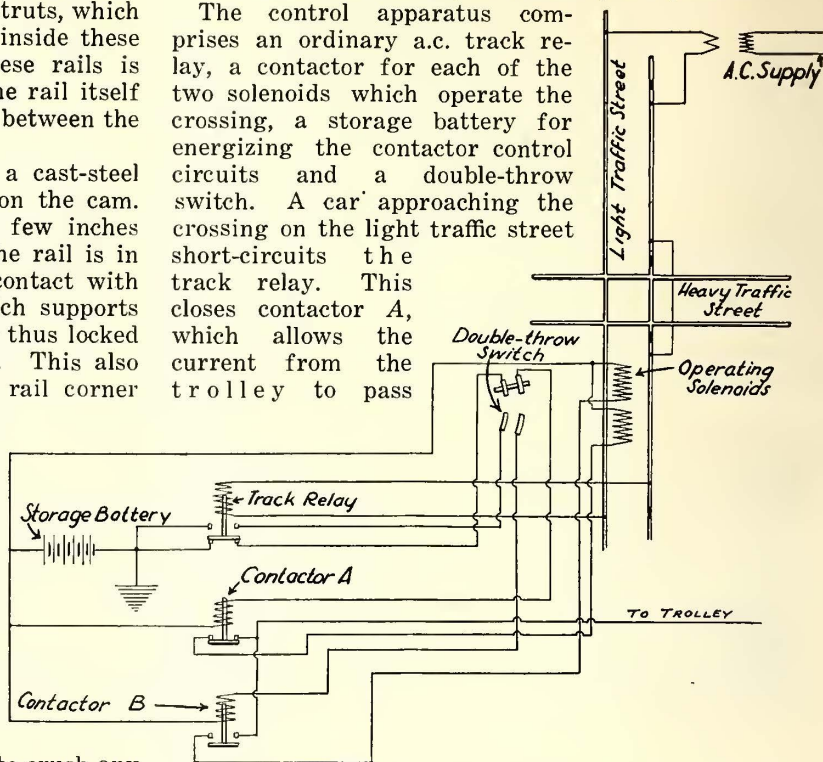 truts, which
inside these
ese rails is
ne rail itself
between the
a cast-steel
on the cam.
few inches
ne rail is in
contact with
ch supports
thus locked
. This also
rail corner
The control apparatus com-
prises an ordinary a.c. track re-
lay, a contactor for each of the
two solenoids which operate the
crossing, a storage battery for
energizing the contactor control
circuits and a double-throw
switch. A car approaching the
crossing on the light traffic street
short-circuits the
track relay. This
closes contactor A,
which allows the
current from the
trolley to pass
A.C. Supply
Light Traffic Street
Heavy Traffic
Street
Double-throw
Switch
Operating
Solenoids
Track Relay
Storage Battery
Contactor A
TO TROLLEY
Contactor B